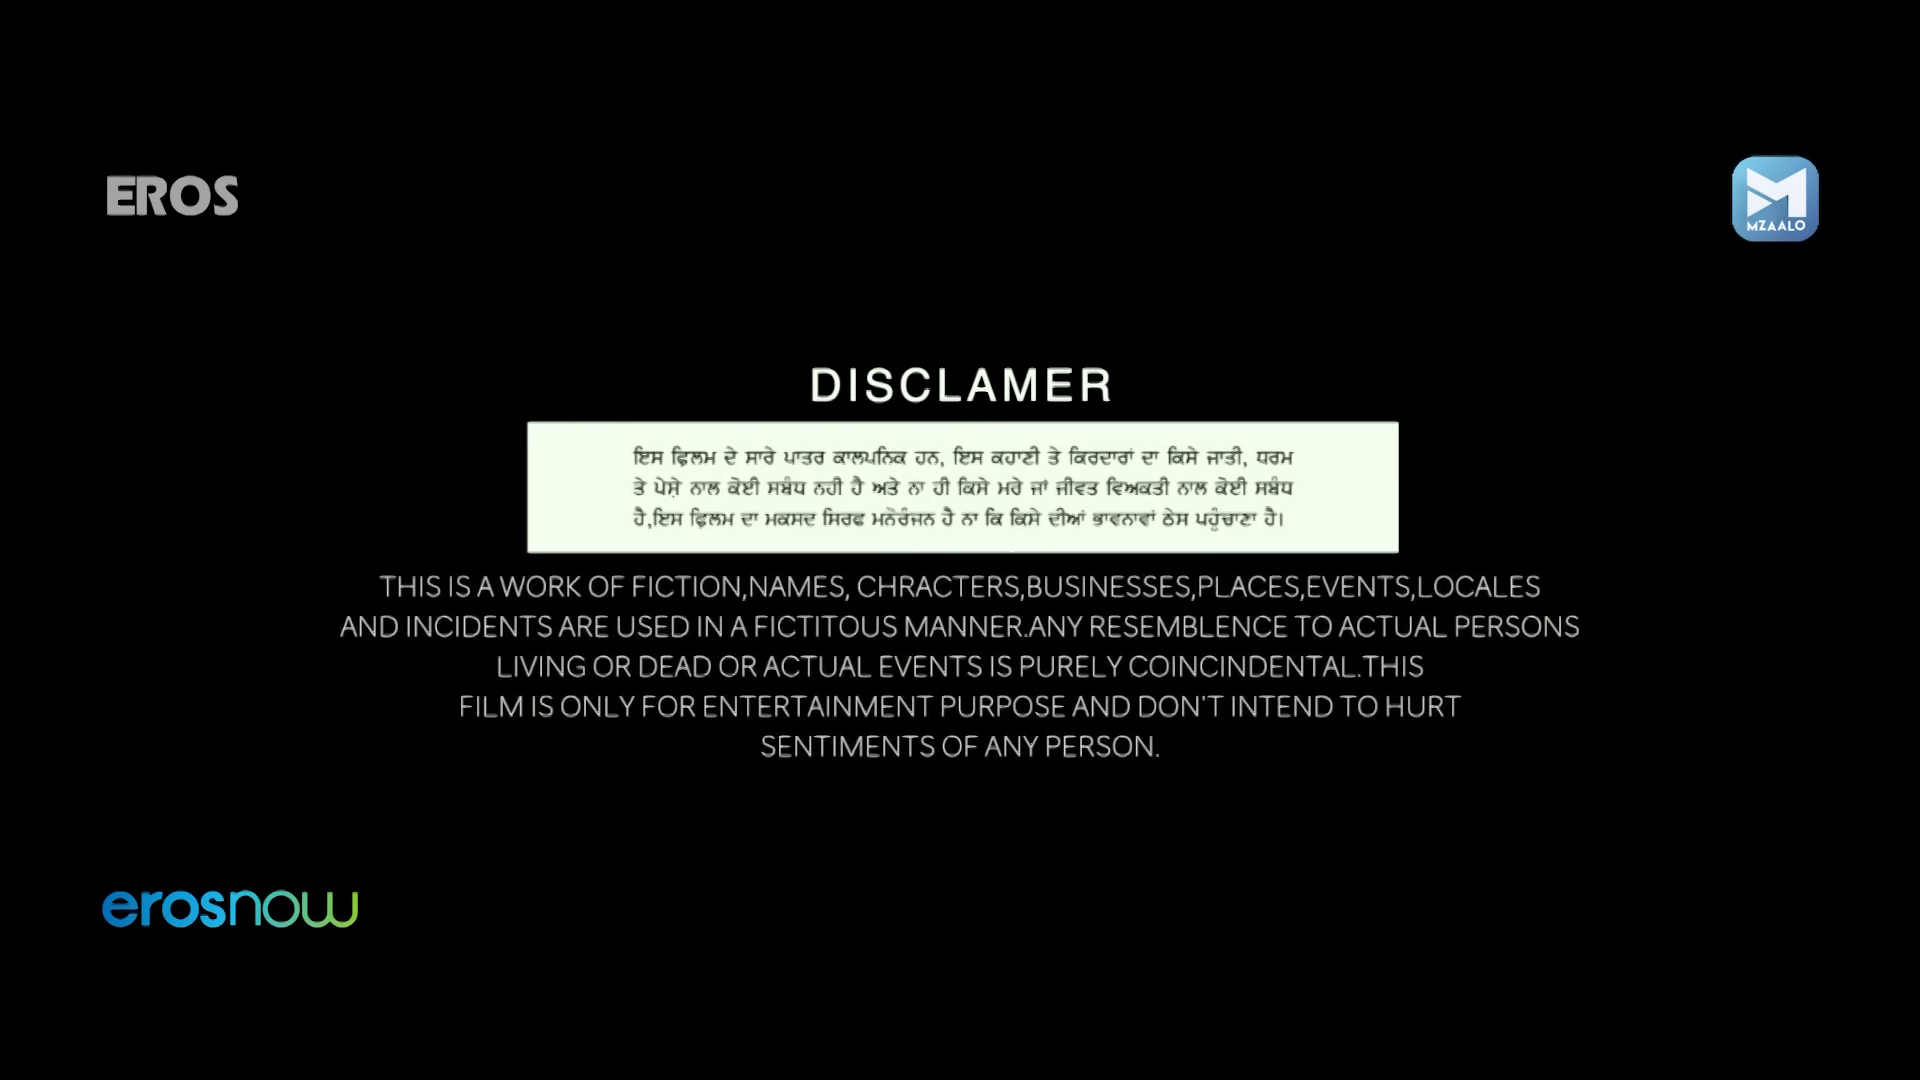 EROS
MZAALO
DISCLAMER
ਇਸ ਫ਼ਿਲਮ ਦੇ ਸਾਰੇ ਪਾਤਰ ਕਾਲਪਨਿਕ ਹਨ, ਇਸ ਕਹਾਣੀ ਤੇ ਕਿਰਦਾਰਾਂ ਦਾ ਕਿਸੇ ਜਾਤੀ, ਧਰਮ
ਤੇ ਪੇਸ਼ੇ ਨਾਲ ਕੋਈ ਸਬੰਧ ਨਹੀ ਹੈ ਅਤੇ ਨਾ ਹੀ ਕਿਸੇ ਮਰੇ ਜਾਂ ਜੀਵਤ ਵਿਅਕਤੀ ਨਾਲ ਕੋਈ ਸਬੰਧ
ਹੈ,ਇਸ ਫ਼ਿਲਮ ਦਾ ਮਕਸਦ ਸਿਰਫ ਮਨੋਰੰਜਨ ਹੈ ਨਾ ਕਿ ਕਿਸੇ ਦੀਆਂ ਭਾਵਨਾਵਾਂ ਠੇਸ ਪਹੁੰਚਾਣਾ ਹੈ।
THIS IS A WORK OF FICTION,NAMES, CHRACTERS,BUSINESSES,PLACES,EVENTS,LOCALES
AND INCIDENTS ARE USED IN A FICTITOUS MANNER.ANY RESEMBLENCE TO ACTUAL PERSONS
LIVING OR DEAD OR ACTUAL EVENTS IS PURELY COINCINDENTAL.THIS
FILM IS ONLY FOR ENTERTAINMENT PURPOSE AND DON'T INTEND TO HURT
SENTIMENTS OF ANY PERSON.
erosnow